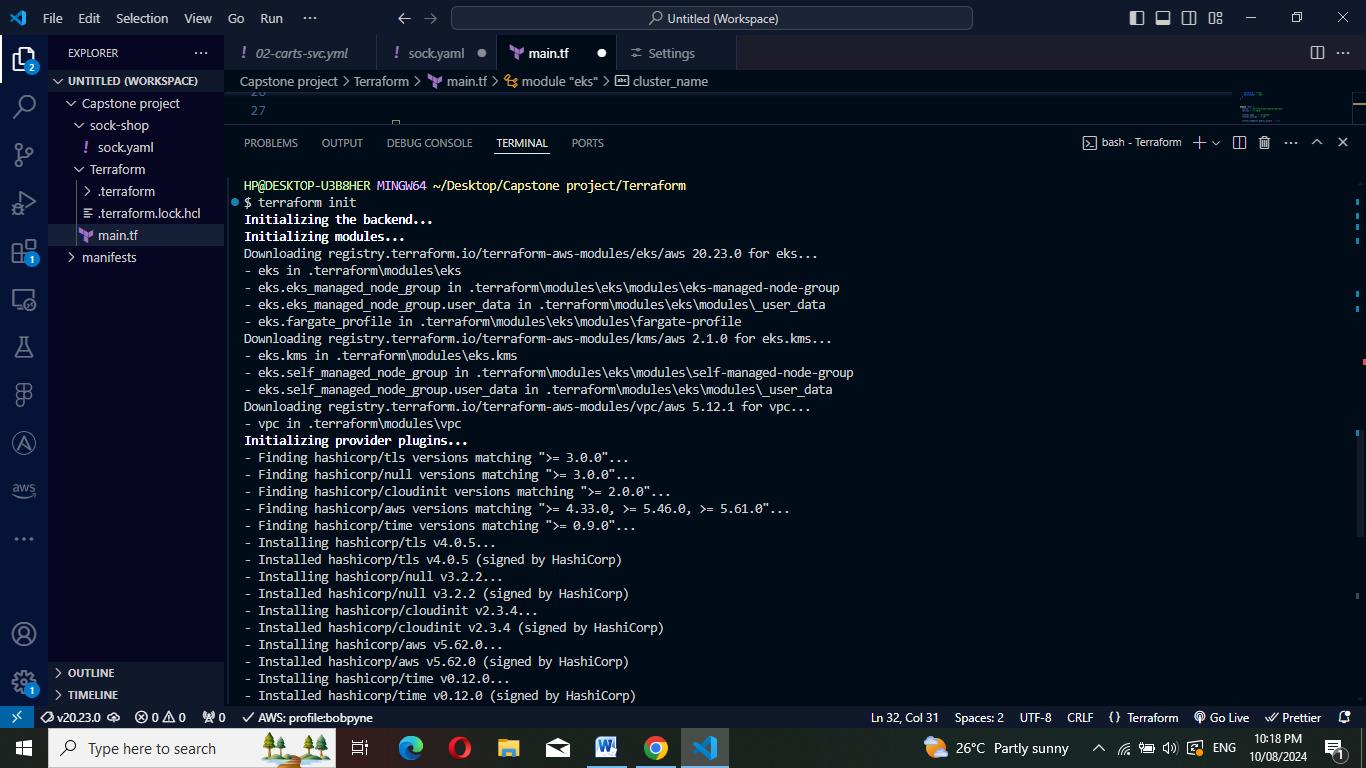 File Edit Selection View Go Run ···
Untitled (Workspace)
EXPLORER ···
2
UNTITLED (WORKSPACE)
Capstone project
sock-shop
! sock.yaml
Terraform
.terraform
.terraform.lock.hcl
main.tf
manifests
1
aws
1
OUTLINE
TIMELINE
! 02-carts-svc.yml
! sock.yaml
main.tf
Settings
Capstone project > Terraform > main.tf > module "eks" > abc cluster_name
27
PROBLEMS OUTPUT DEBUG CONSOLE TERMINAL PORTS
bash - Terraform
HP@DESKTOP-U3B8HER MINGW64 ~/Desktop/Capstone project/Terraform
$ terraform init
Initializing the backend...
Initializing modules...
Downloading registry.terraform.io/terraform-aws-modules/eks/aws 20.23.0 for eks...
- eks in .terraform\modules\eks
- eks.eks_managed_node_group in .terraform\modules\eks\modules\eks-managed-node-group
- eks.eks_managed_node_group.user_data in .terraform\modules\eks\modules\_user_data
- eks.fargate_profile in .terraform\modules\eks\modules\fargate-profile
Downloading registry.terraform.io/terraform-aws-modules/kms/aws 2.1.0 for eks.kms...
- eks.kms in .terraform\modules\eks.kms
- eks.self_managed_node_group in .terraform\modules\eks\modules\self-managed-node-group
- eks.self_managed_node_group.user_data in .terraform\modules\eks\modules\_user_data
Downloading registry.terraform.io/terraform-aws-modules/vpc/aws 5.12.1 for vpc...
- vpc in .terraform\modules\vpc
Initializing provider plugins...
- Finding hashicorp/tls versions matching ">= 3.0.0"...
- Finding hashicorp/null versions matching ">= 3.0.0"...
- Finding hashicorp/cloudinit versions matching ">= 2.0.0"...
- Finding hashicorp/aws versions matching ">= 4.33.0, >= 5.46.0, >= 5.61.0"...
- Finding hashicorp/time versions matching ">= 0.9.0"...
- Installing hashicorp/tls v4.0.5...
- Installed hashicorp/tls v4.0.5 (signed by HashiCorp)
- Installing hashicorp/null v3.2.2...
- Installed hashicorp/null v3.2.2 (signed by HashiCorp)
- Installing hashicorp/cloudinit v2.3.4...
- Installed hashicorp/cloudinit v2.3.4 (signed by HashiCorp)
- Installing hashicorp/aws v5.62.0...
- Installed hashicorp/aws v5.62.0 (signed by HashiCorp)
- Installing hashicorp/time v0.12.0...
- Installed hashicorp/time v0.12.0 (signed by HashiCorp)
v20.23.0 0 0 0 AWS: profile:bobpyne
Ln 32, Col 31 Spaces: 2 UTF-8 CRLF {} Terraform Go Live Prettier
Type here to search
26°C Partly sunny
ENG
10:18 PM
10/08/2024
1